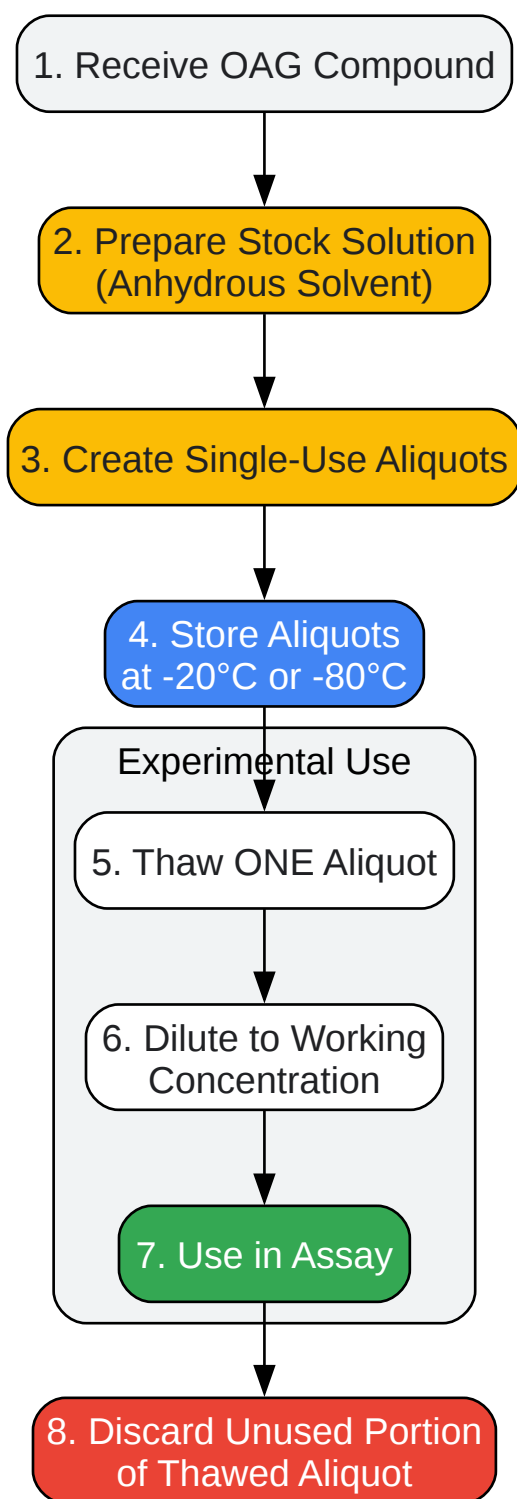 1. Receive OAG Compound
2. Prepare Stock Solution
(Anhydrous Solvent)
3. Create Single-Use Aliquots
4. Store Aliquots
at -20°C or -80°C
Experimental Use
5. Thaw ONE Aliquot
6. Dilute to Working
Concentration
7. Use in Assay
8. Discard Unused Portion
of Thawed Aliquot